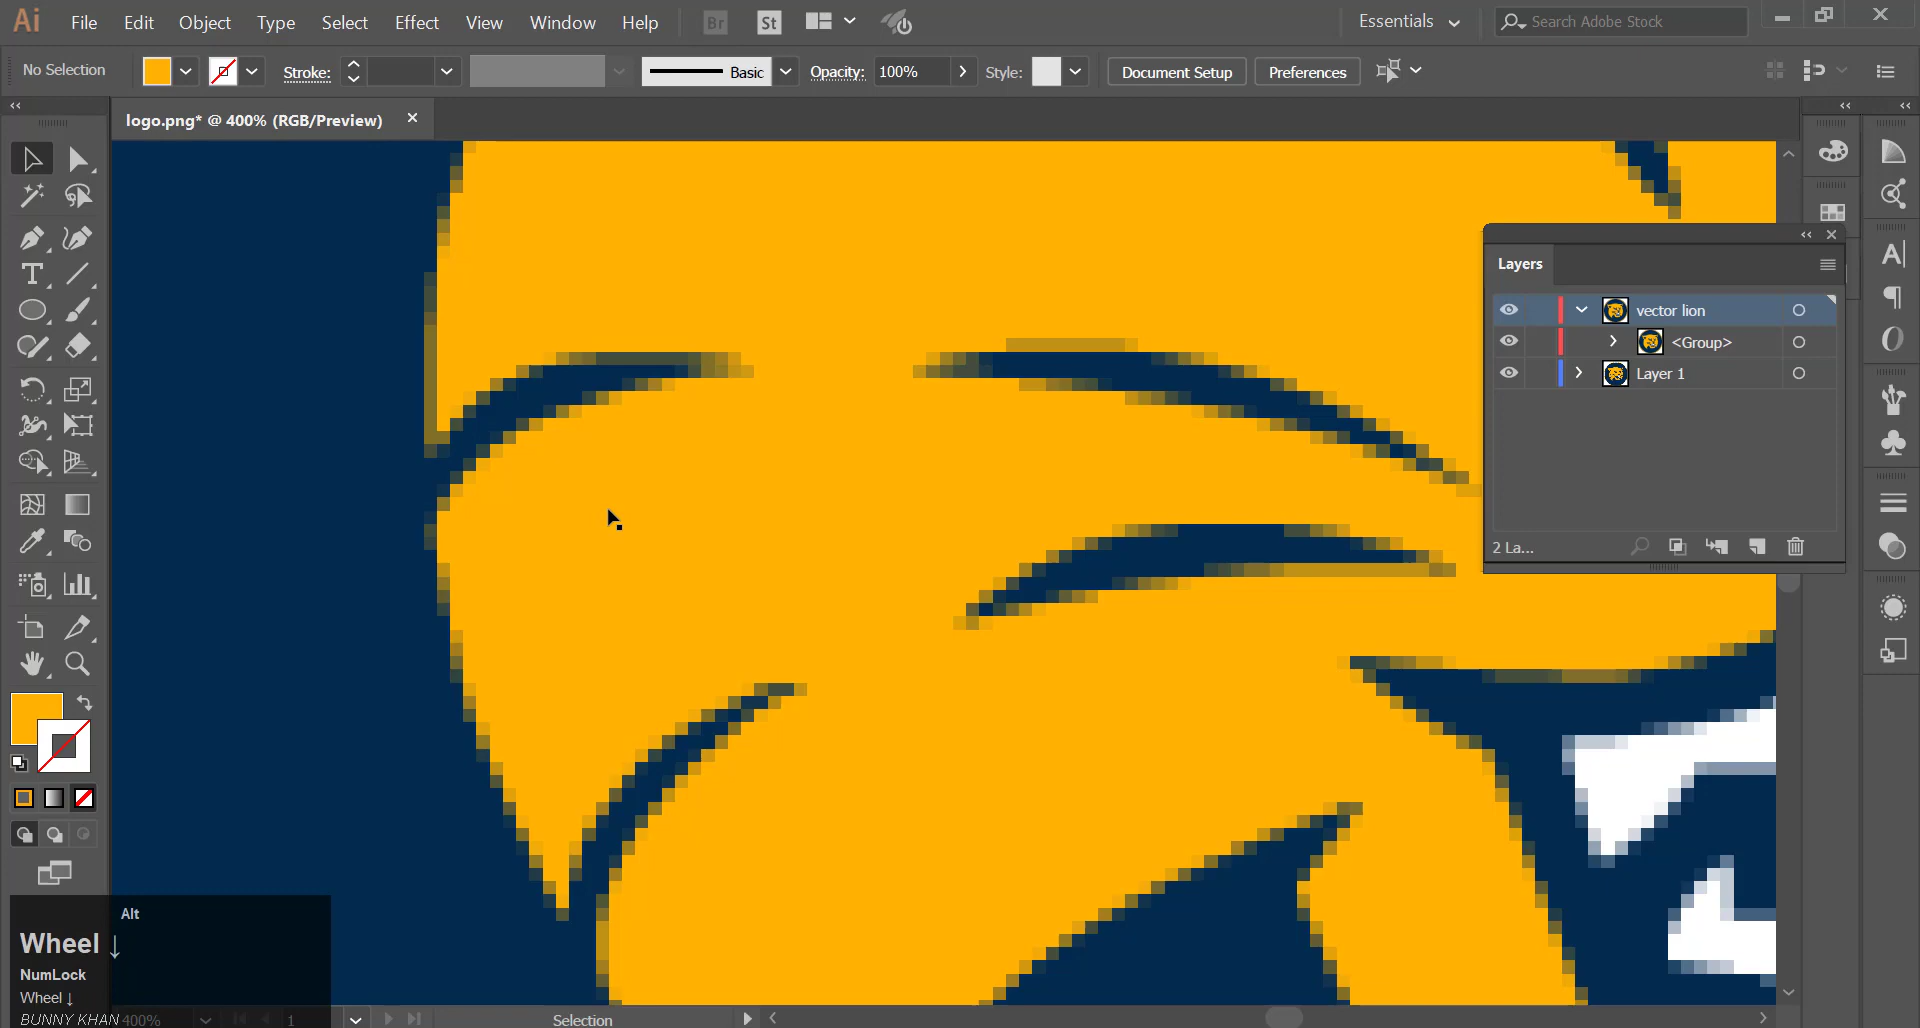 Ai File Edit Object Type Select Effect View Window Help Br St Essentials Search Adobe Stock
No Selection Stroke: Basic Opacity: 100% Style: Document Setup Preferences
logo.png* @ 400% (RGB/Preview)
Layers
vector lion
<Group>
Layer 1
2 La...
Alt
Wheel ↓
NumLock
Wheel ↓
BUNNY KHAN
400% 1 Selection